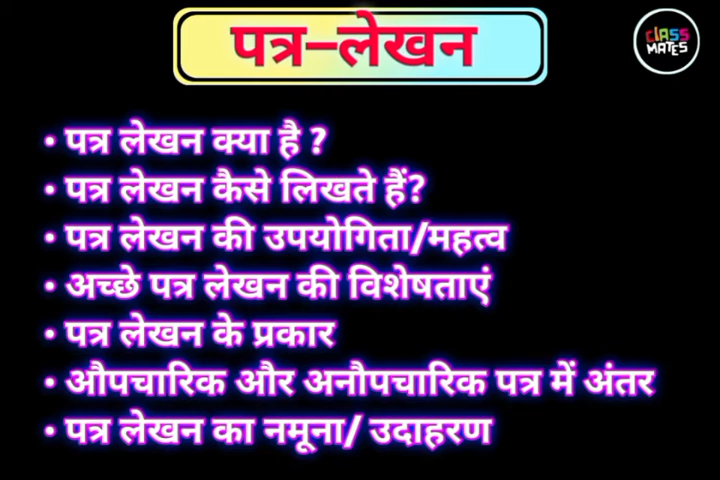 पत्र–लेखन
CLASS
MATES
• पत्र लेखन क्या है ?
• पत्र लेखन कैसे लिखते हैं?
• पत्र लेखन की उपयोगिता/महत्व
• अच्छे पत्र लेखन की विशेषताएं
• पत्र लेखन के प्रकार
• औपचारिक और अनौपचारिक पत्र में अंतर
• पत्र लेखन का नमूना/ उदाहरण